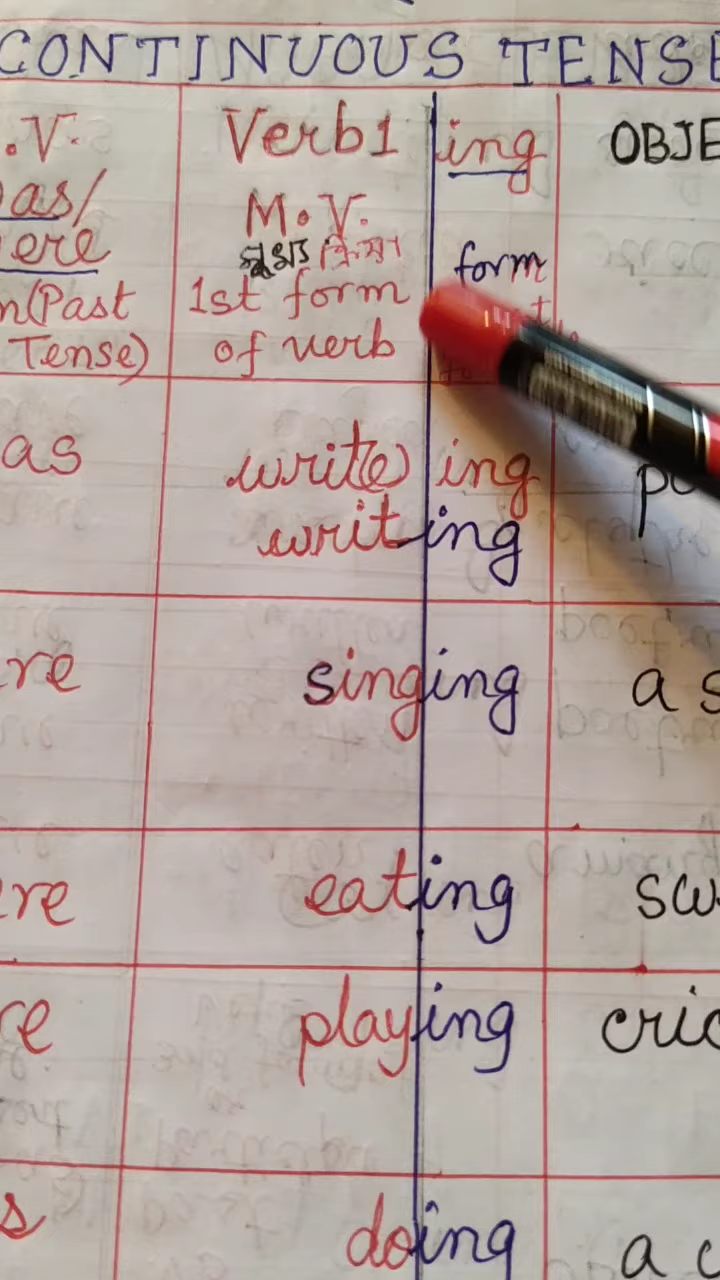 CONTINUOUS TENSE
.V. Verb1 ing OBJE
as/ M.V.
ere মুখ্য ক্রিয়া form
(Past 1st form
Tense) of verb
as write ing
writing
re singing a s
re eating sw
re playing cric
s doing a c